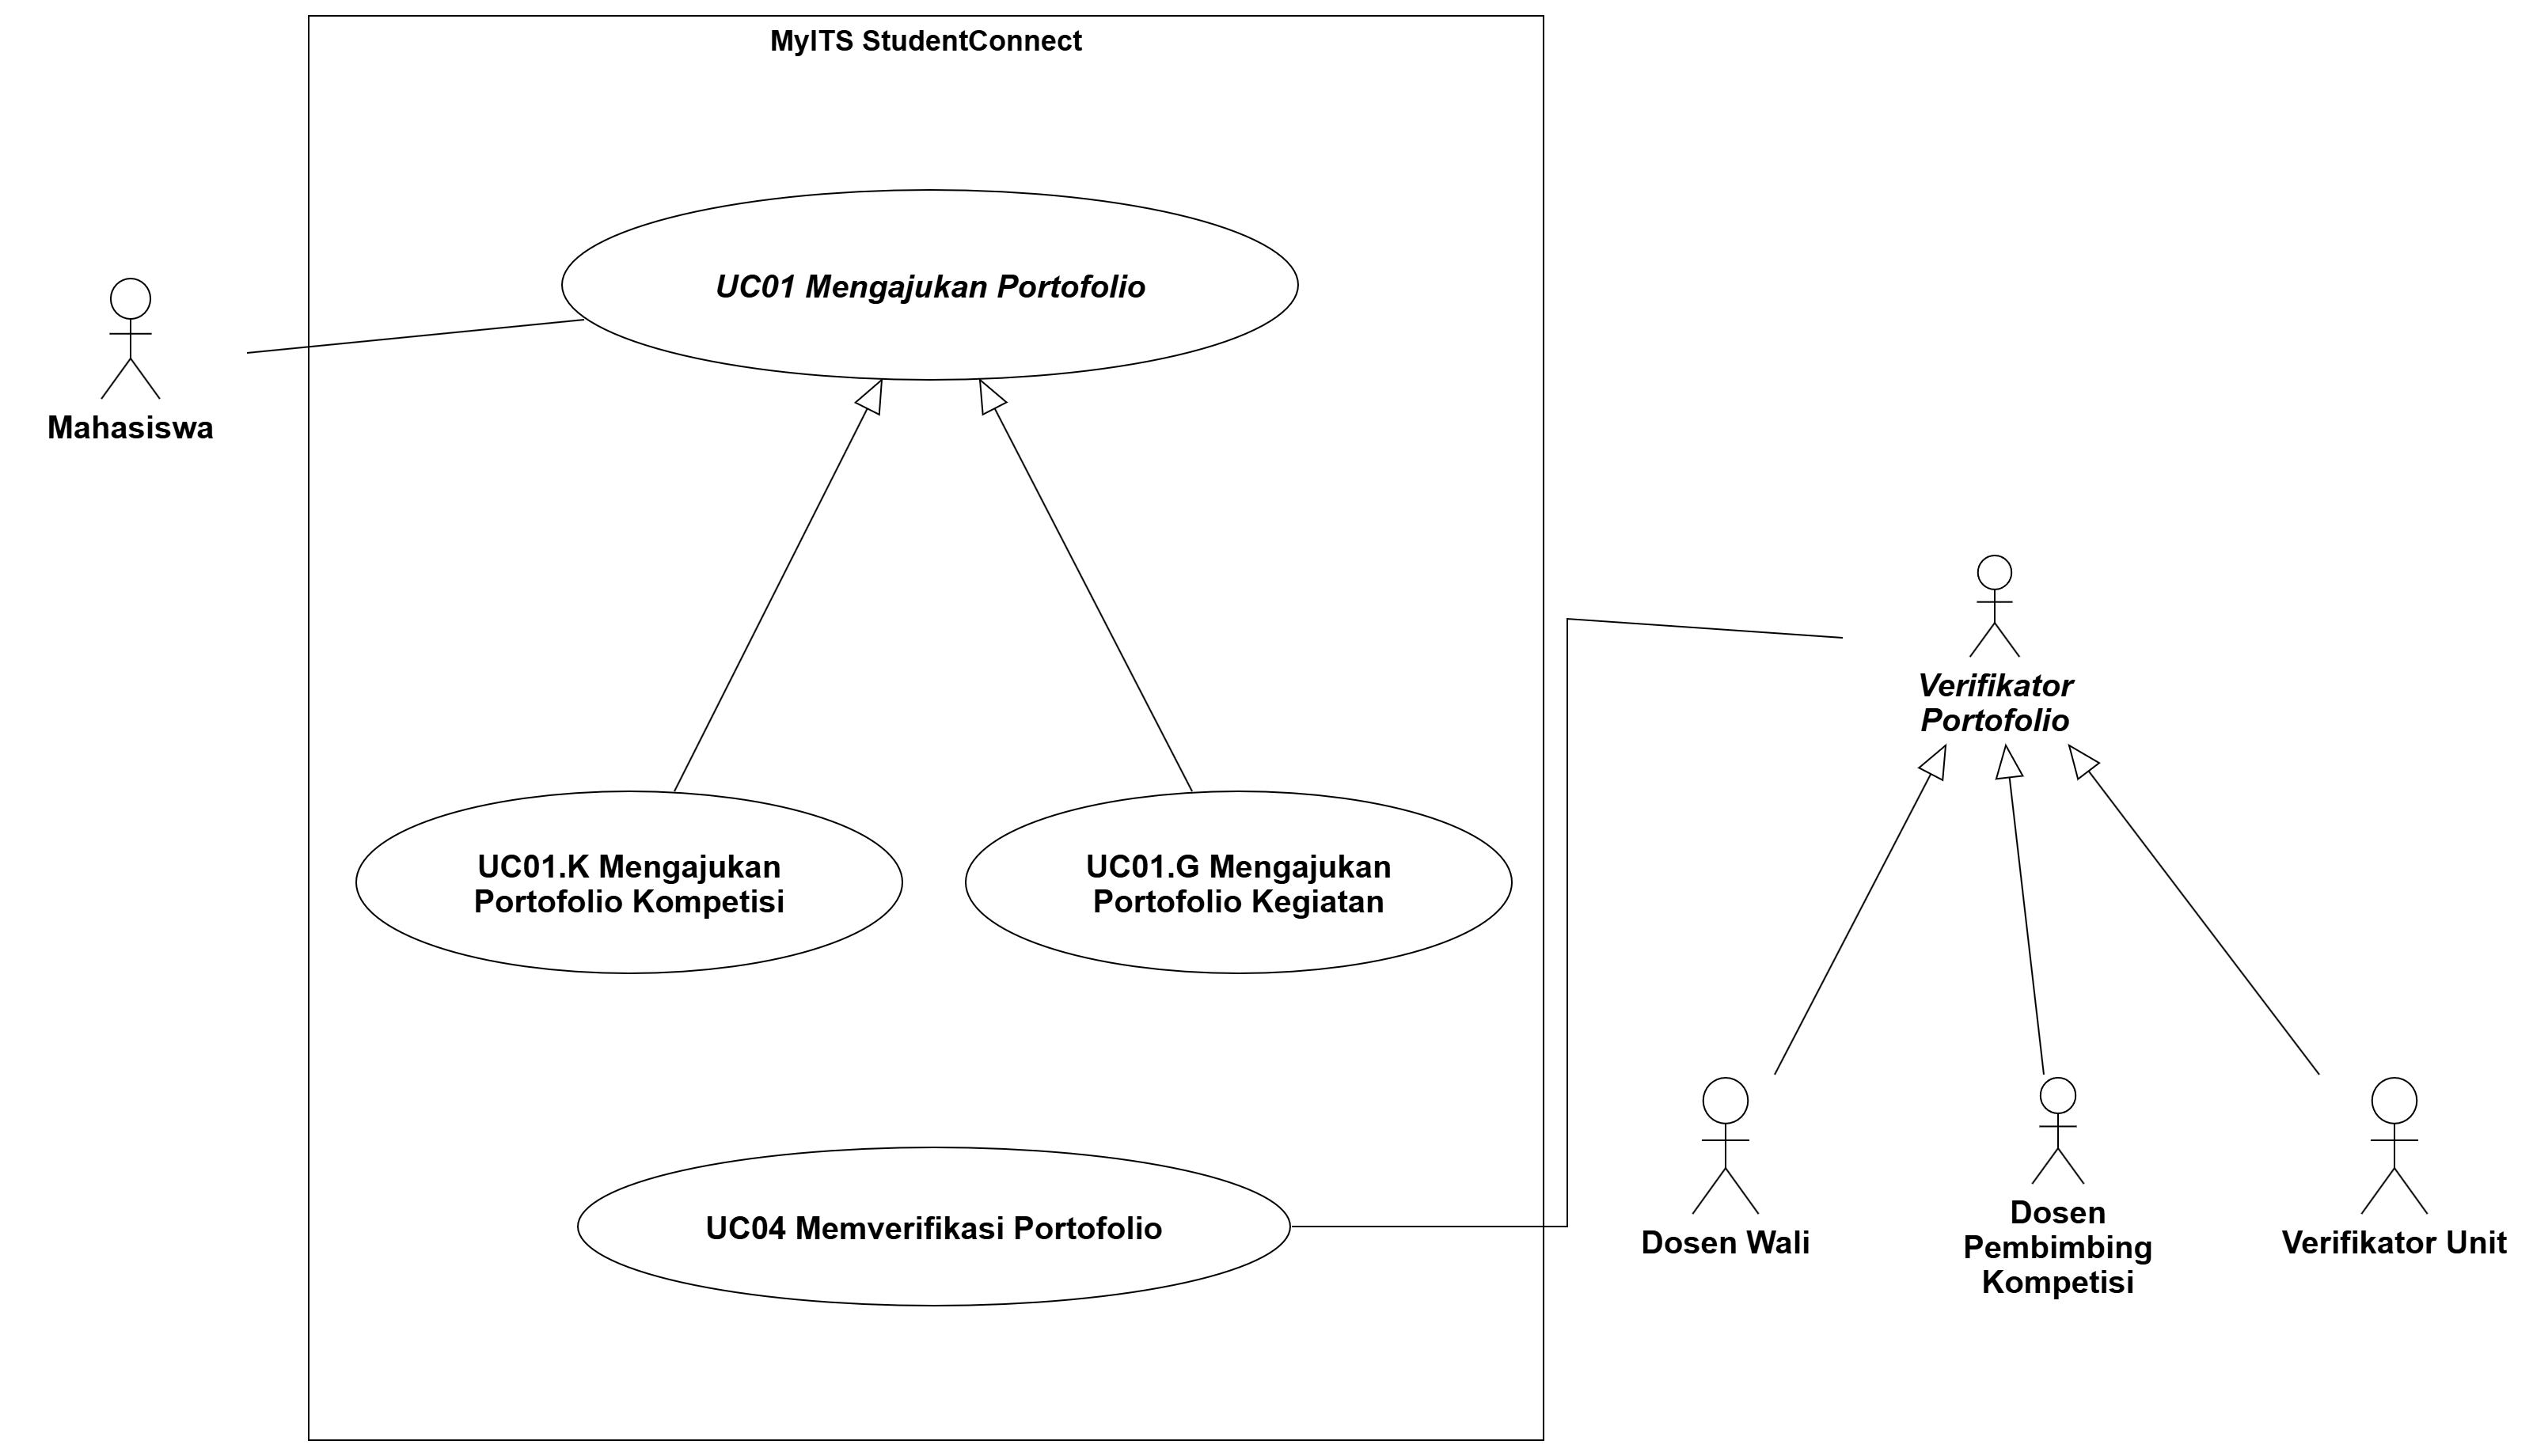 MyITS StudentConnect
UC01 Mengajukan Portofolio
Mahasiswa
Verifikator
Portofolio
UC01.K Mengajukan
Portofolio Kompetisi
UC01.G Mengajukan
Portofolio Kegiatan
UC04 Memverifikasi Portofolio
Dosen Wali
Dosen
Pembimbing
Kompetisi
Verifikator Unit